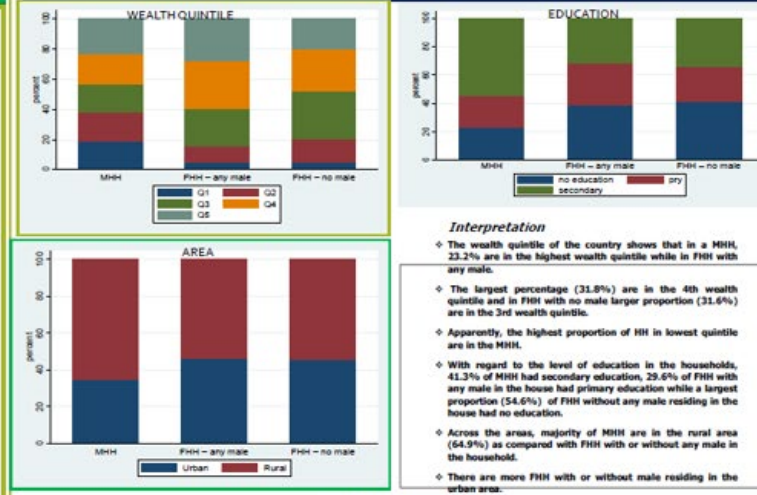 WEALTH QUINTILE
100
80
60
40
20
0
percent
MHH FHH – any male FHH – no male
Q1 Q2
Q3 Q4
Q5
EDUCATION
100
80
60
40
20
0
percent
MHH FHH – any male FHH – no male
no education pry
secondary
AREA
100
80
60
40
20
0
percent
MHH FHH – any male FHH – no male
Urban Rural
Interpretation
❖ The wealth quintile of the country shows that in a MHH,
23.2% are in the highest wealth quintile while in FHH with
any male.
❖ The largest percentage (31.8%) are in the 4th wealth
quintile and in FHH with no male larger proportion (31.6%)
are in the 3rd wealth quintile.
❖ Apparently, the highest proportion of HH in lowest quintile
are in the MHH.
❖ With regard to the level of education in the households,
41.3% of MHH had secondary education, 29.6% of FHH with
any male in the house had primary education while a largest
proportion (54.6%) of FHH without any male residing in the
house had no education.
❖ Across the areas, majority of MHH are in the rural area
(64.9%) as compared with FHH with or without any male in
the household.
❖ There are more FHH with or without male residing in the
urban area.